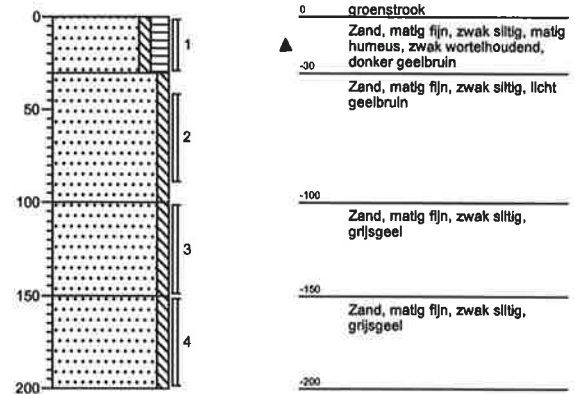 0
50
100
150
200
1
2
3
4
0
groenstrook
Zand, matig fijn, zwak siltig, matig
humeus, zwak wortelhoudend,
donker geelbruin
-30
Zand, matig fijn, zwak siltig, licht
geelbruin
-100
Zand, matig fijn, zwak siltig,
grijsgeel
-150
Zand, matig fijn, zwak siltig,
grijsgeel
-200